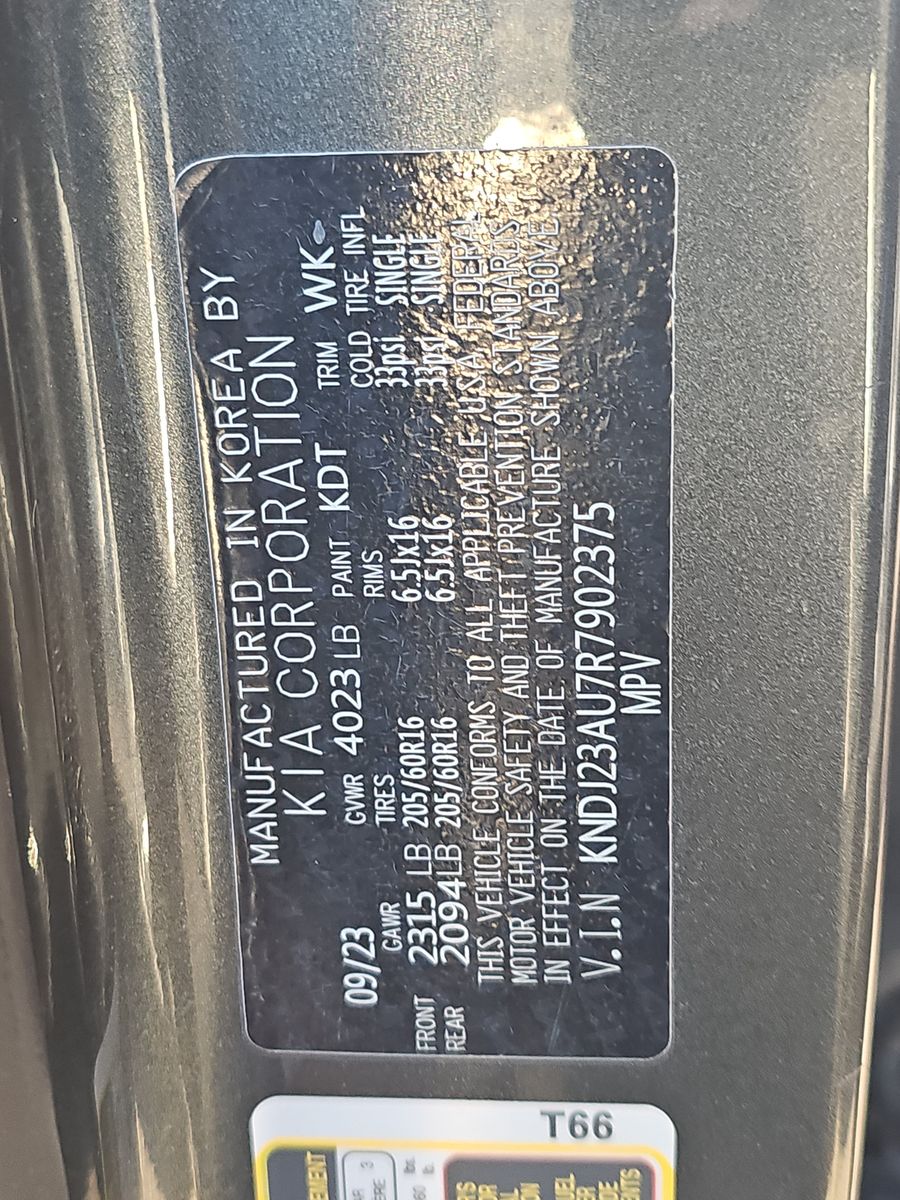 MANUFACTURED IN KOREA BY
KIA CORPORATION
09/23 GVWR 4023 LB PAINT KDT TRIM WK
GAWR TIRES RIMS COLD TIRE INFL
FRONT 2315 LB 205/60R16 6.5Jx16 33psi SINGLE
REAR 2094LB 205/60R16 6.5Jx16 33psi SINGLE
THIS VEHICLE CONFORMS TO ALL APPLICABLE U.S.A. FEDERAL
MOTOR VEHICLE SAFETY AND THEFT PREVENTION STANDARDS
IN EFFECT ON THE DATE OF MANUFACTURE SHOWN ABOVE.
V.I.N KNDJ23AU7R7902375
MPV
T66